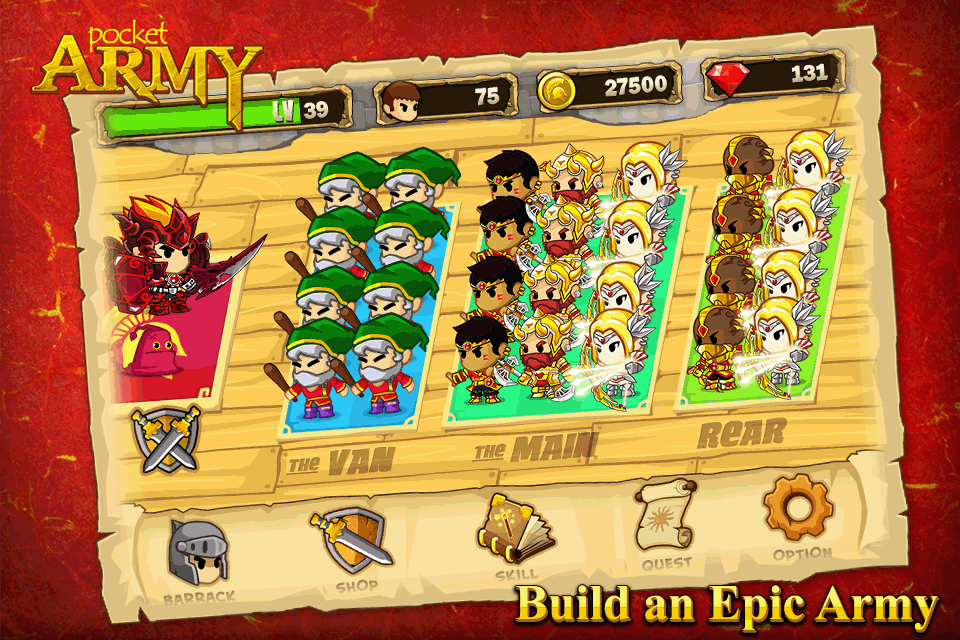 pocket
ARMY
LV 39
75
27500
131
THE VAN
THE MAIN
REAR
BARRACK
SHOP
SKILL
QUEST
OPTION
Build an Epic Army